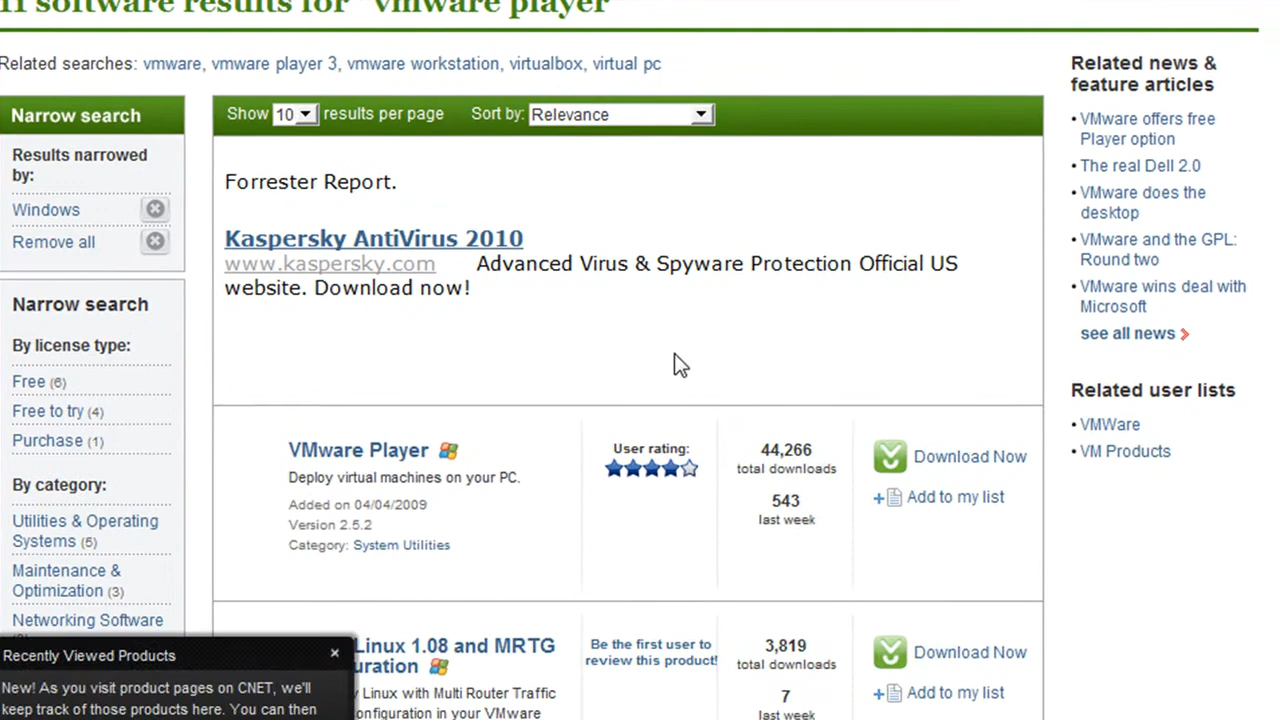 11 software results for "vmware player"
Related searches: vmware, vmware player 3, vmware workstation, virtualbox, virtual pc
Narrow search
Results narrowed
by:
Windows
Remove all
Narrow search
By license type:
Free (6)
Free to try (4)
Purchase (1)
By category:
Utilities & Operating
Systems (5)
Maintenance &
Optimization (3)
Networking Software
Show 10 results per page Sort by: Relevance
Forrester Report.
Kaspersky AntiVirus 2010
www.kaspersky.com Advanced Virus & Spyware Protection Official US
website. Download now!
VMware Player
Deploy virtual machines on your PC.
Added on 04/04/2009
Version 2.5.2
Category: System Utilities
User rating:
44,266
total downloads
543
last week
Download Now
Add to my list
Linux 1.08 and MRTG
uration
y Linux with Multi Router Traffic
onfiguration in your VMware
Be the first user to
review this product!
3,819
total downloads
7
last week
Download Now
Add to my list
Related news &
feature articles
• VMware offers free
Player option
• The real Dell 2.0
• VMware does the
desktop
• VMware and the GPL:
Round two
• VMware wins deal with
Microsoft
see all news
Related user lists
• VMWare
• VM Products
Recently Viewed Products
New! As you visit product pages on CNET, we'll
keep track of those products here. You can then